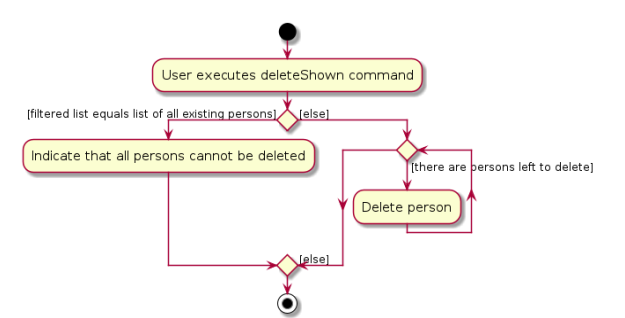 User executes deleteShown command
[filtered list equals list of all existing persons]
[else]
Indicate that all persons cannot be deleted
[there are persons left to delete]
Delete person
[else]